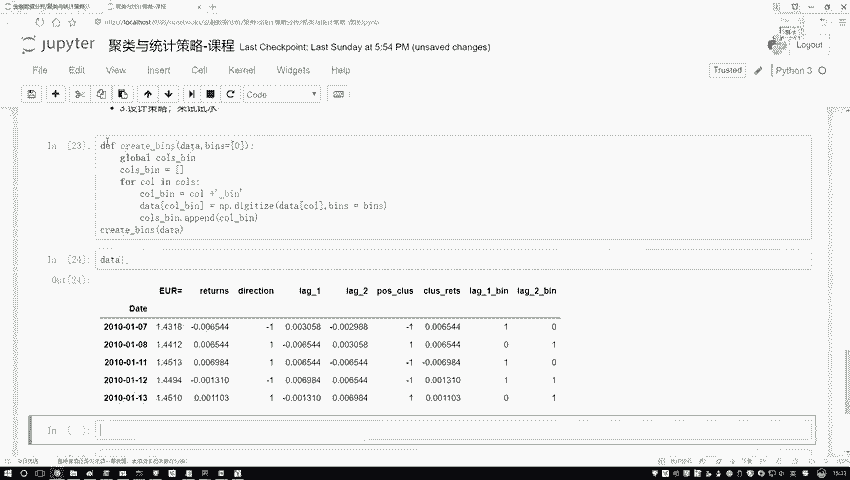 jupyter 聚类与统计策略-课程 Last Checkpoint: Last Sunday at 5:54 PM (unsaved changes)
Logout
File Edit View Insert Cell Kernel Widgets Help
Trusted Python 3
Code
3.设计策略;来试试水
In [23]:
def create_bins(data,bins=[0]):
global cols_bin
cols_bin = []
for col in cols:
col_bin = col +'_bin'
data[col_bin] = np.digitize(data[col],bins = bins)
cols_bin.append(col_bin)
create_bins(data)
In [24]:
Out[24]:
EUR= returns direction lag_1 lag_2 pos_clus clus_rets lag_1_bin lag_2_bin
Date
2010-01-07 1.4318 -0.006544 -1 0.003058 -0.002988 -1 0.006544 1 0
2010-01-08 1.4412 0.006544 1 -0.006544 0.003058 1 0.006544 0 1
2010-01-11 1.4513 0.006984 1 0.006544 -0.006544 -1 -0.006984 1 0
2010-01-12 1.4494 -0.001310 -1 0.006984 0.006544 -1 0.001310 1 1
2010-01-13 1.4510 0.001103 1 -0.001310 0.006984 1 0.001103 0 1
In [ ]: